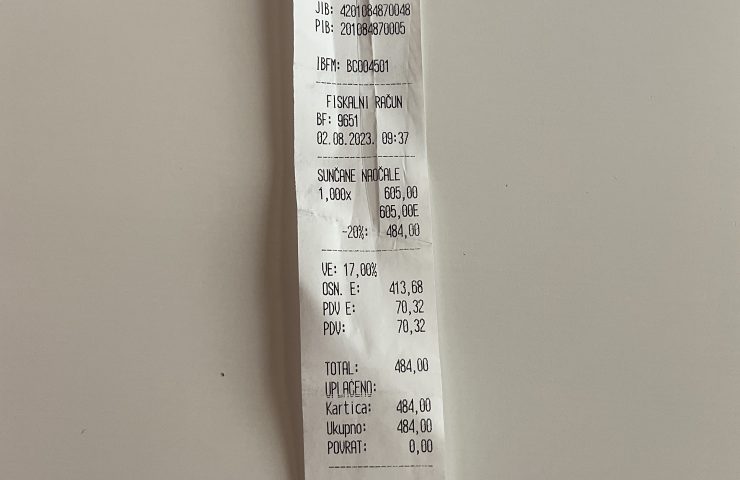 JIB: 4201084870048
PIB: 201084870005
IBFM: BC004501
FISKALNI RAČUN
BF: 9651
02.08.2023. 09:37
SUNČANE NAOČALE
1,000x 605,00
605,00E
-20%: 484,00
VE: 17,00%
OSN. E: 413,68
PDV E: 70,32
PDV: 70,32
TOTAL: 484,00
UPLAĆENO:
Kartica: 484,00
Ukupno: 484,00
POVRAT: 0,00